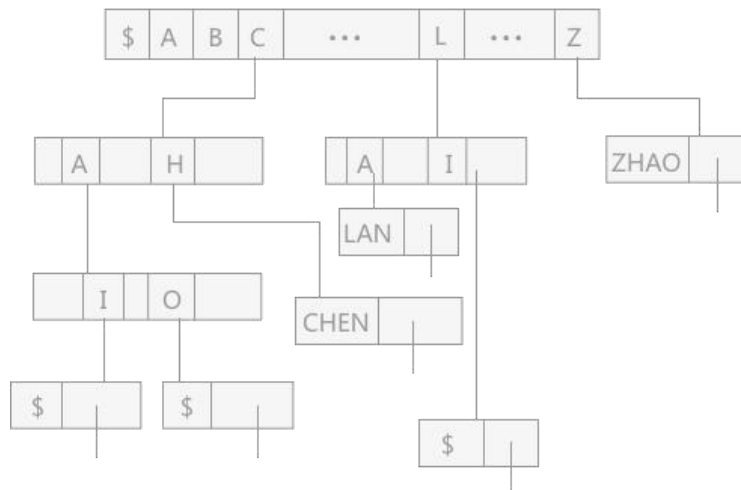 $ A B C ... L ... Z
A H
A I
ZHAO
LAN
I O
CHEN
$
$
$